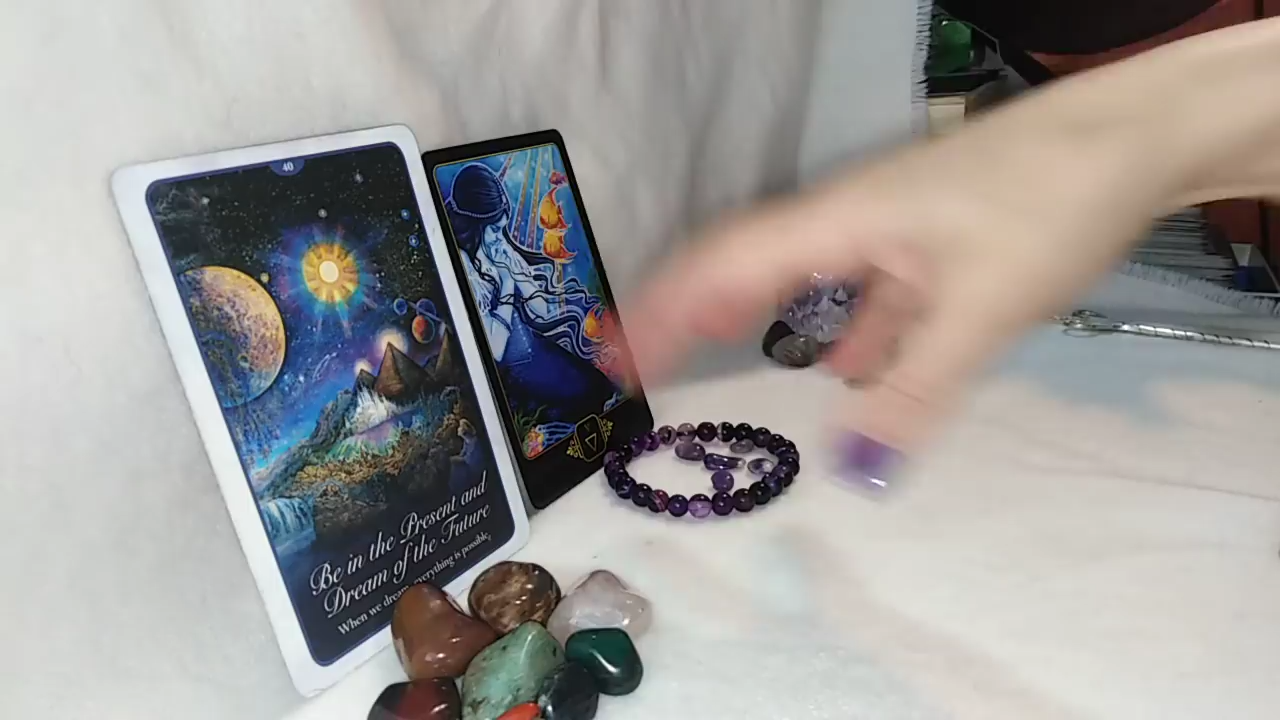 40
Be in the Present and
Dream of the Future
When we dream, everything is possible.